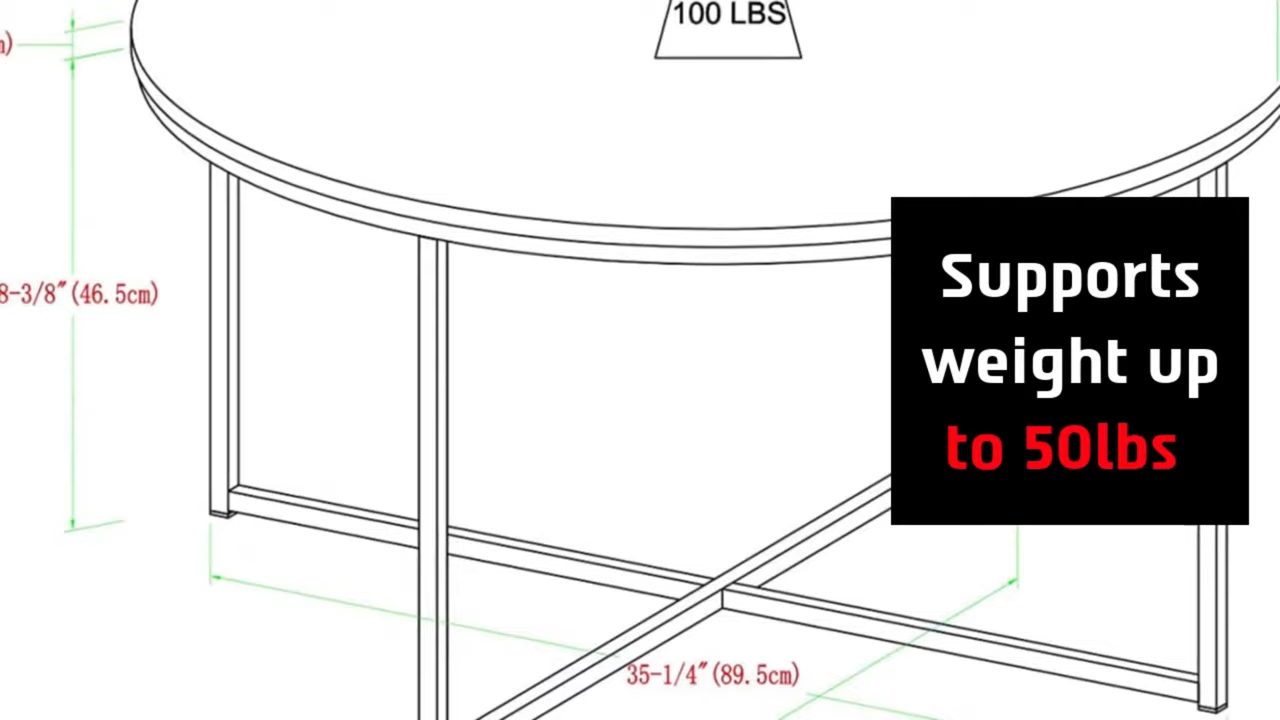 100 LBS
8-3/8"(46.5cm)
Supports
weight up
to 50lbs
35-1/4"(89.5cm)